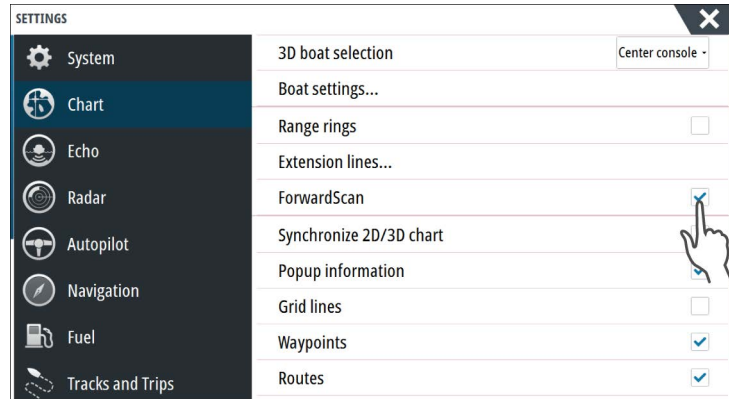 SETTINGS
System
Chart
Echo
Radar
Autopilot
Navigation
Fuel
Tracks and Trips
3D boat selection
Center console
Boat settings...
Range rings
Extension lines...
ForwardScan
Synchronize 2D/3D chart
Popup information
Grid lines
Waypoints
Routes